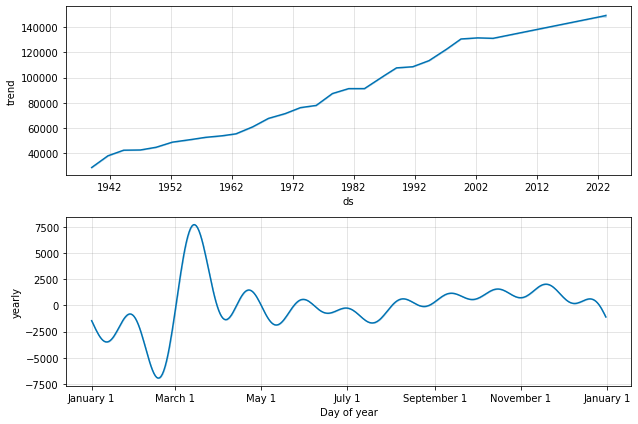 140000
120000
100000
80000
60000
40000
trend
1942 1952 1962 1972 1982 1992 2002 2012 2022
ds
7500
5000
2500
0
−2500
−5000
−7500
yearly
January 1 March 1 May 1 July 1 September 1 November 1 January 1
Day of year